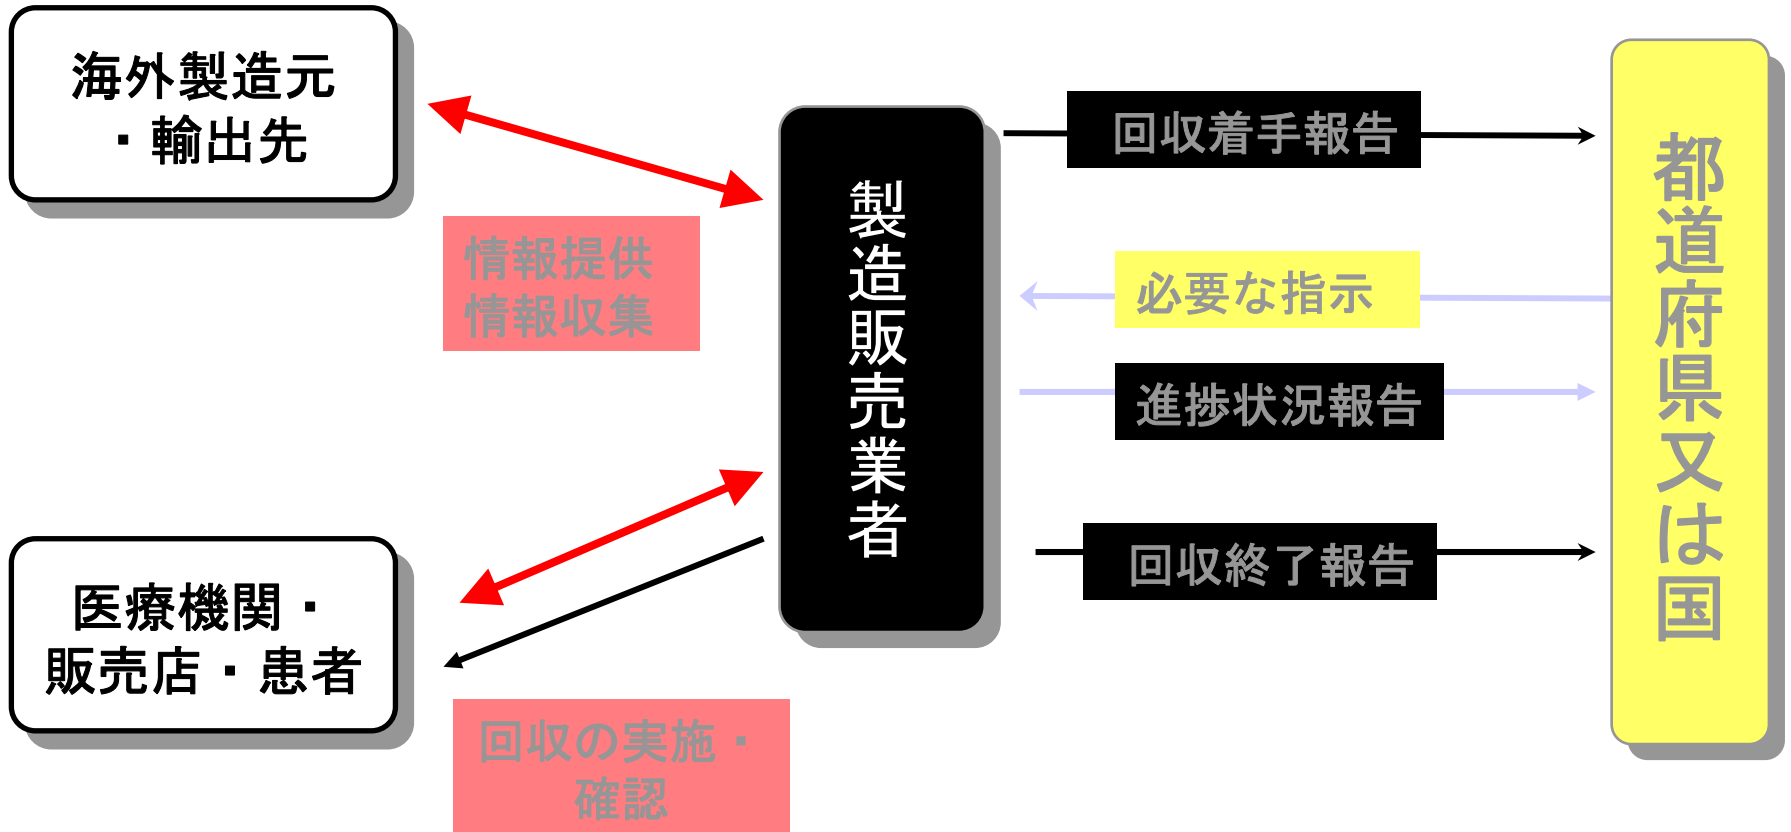 海外製造元
・輸出先
情報提供
情報収集
医療機関・
販売店・患者
回収の実施・
確認
製造販売業者
回収着手報告
必要な指示
進捗状況報告
回収終了報告
都道府県又は国